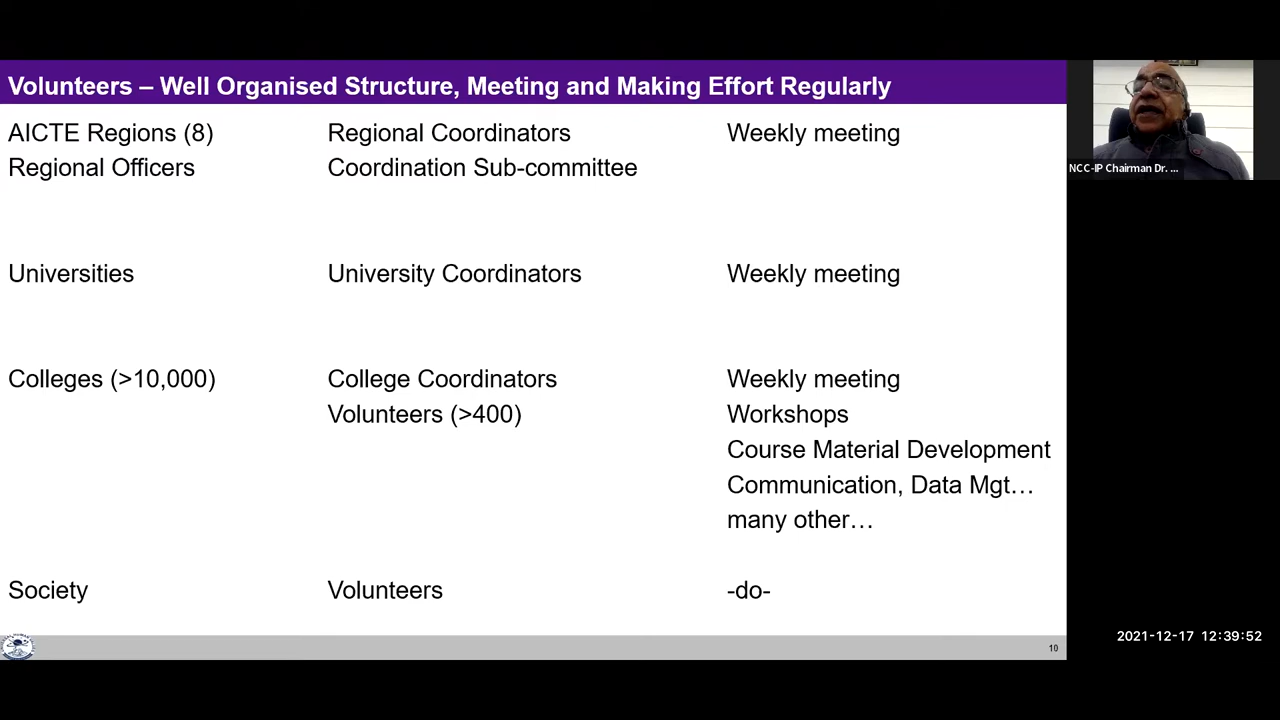 Volunteers – Well Organised Structure, Meeting and Making Effort Regularly
AICTE Regions (8) Regional Coordinators Weekly meeting
Regional Officers Coordination Sub-committee
Universities University Coordinators Weekly meeting
Colleges (>10,000) College Coordinators Weekly meeting
Volunteers (>400) Workshops
Course Material Development
Communication, Data Mgt…
many other…
Society Volunteers -do-
10
NCC-IP Chairman Dr. ...
2021-12-17 12:39:52